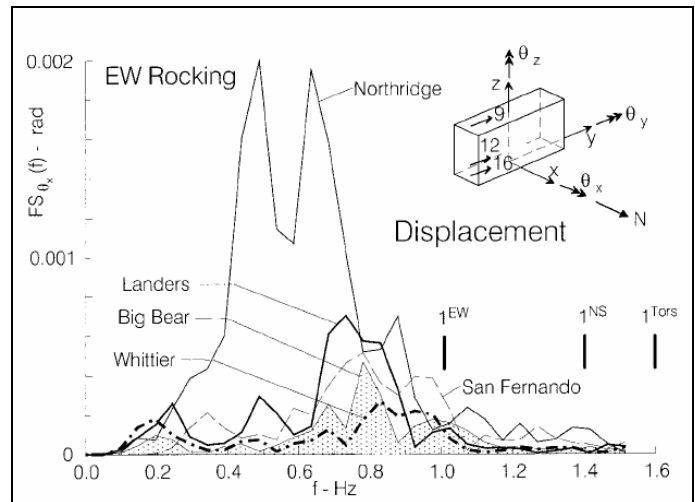 0.002
EW Rocking
Northridge
θz
z
9
12
16
y
θy
x
θx
N
FSθx (f) - rad
Displacement
0.001
Landers
Big Bear
Whittier
1EW
1NS
1Tors
San Fernando
0
0.0 0.2 0.4 0.6 0.8 1.0 1.2 1.4 1.6
f - Hz